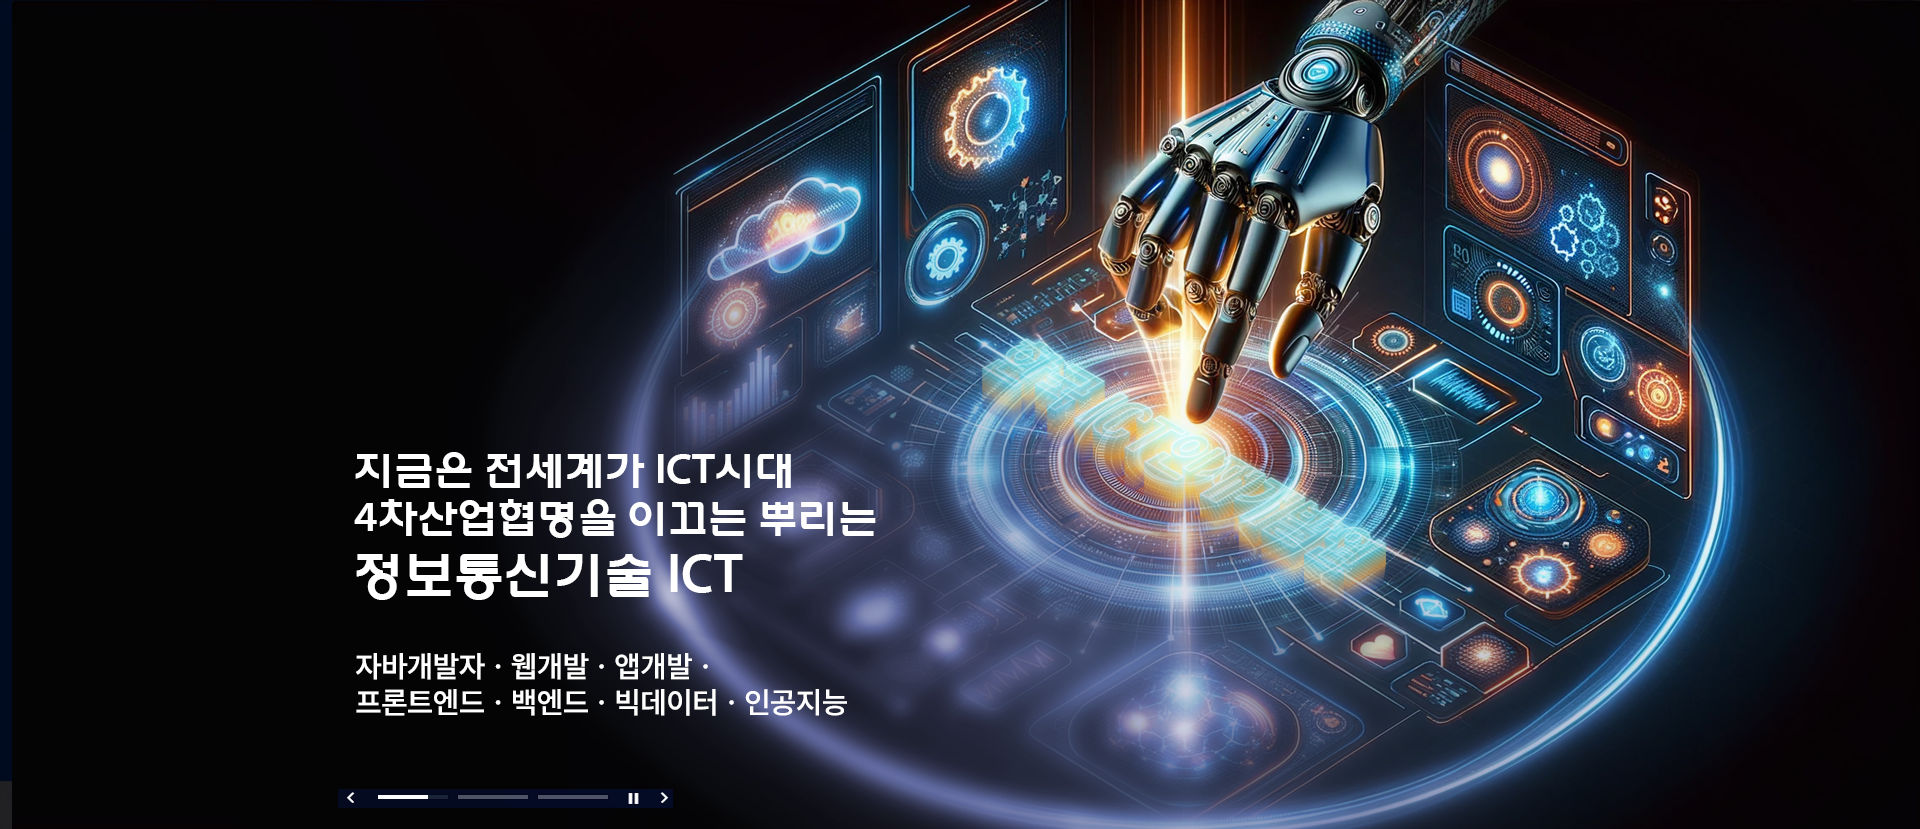 지금은 전세계가 ICT시대
4차산업협명을 이끄는 뿌리는
정보통신기술 ICT
자바개발자 · 웹개발 · 앱개발 ·
프론트엔드 · 백엔드 · 빅데이터 · 인공지능